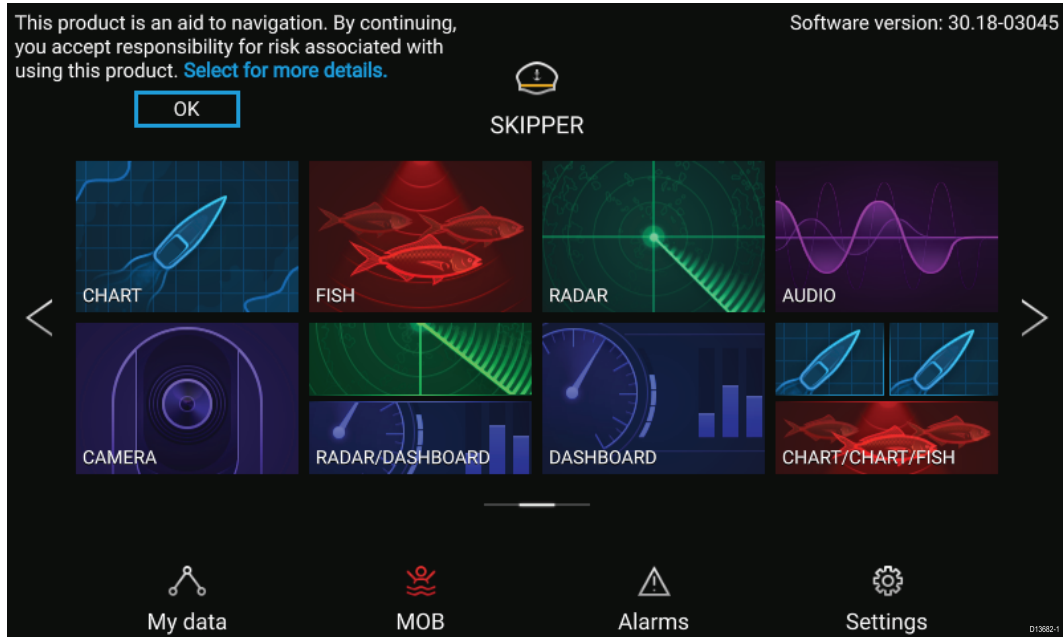 This product is an aid to navigation. By continuing,
you accept responsibility for risk associated with
using this product. Select for more details.
OK
Software version: 30.18-03045
SKIPPER
CHART
FISH
RADAR
AUDIO
CAMERA
RADAR/DASHBOARD
DASHBOARD
CHART/CHART/FISH
My data
MOB
Alarms
Settings
D13682-1